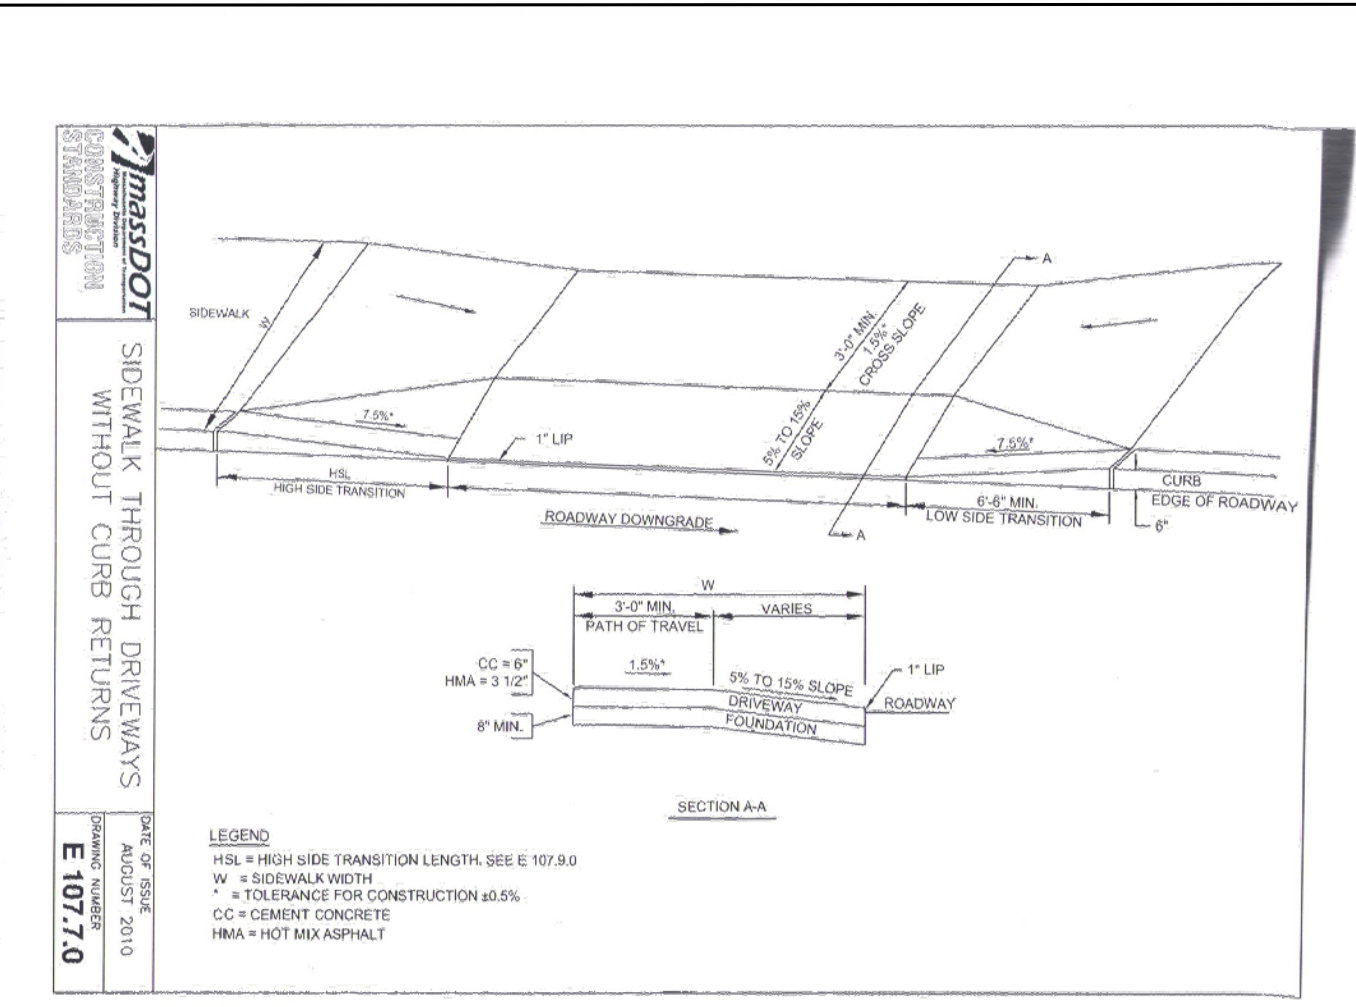 massDOT
Massachusetts Department of Transportation
Highway Division
CONSTRUCTION
STANDARDS
SIDEWALK THROUGH DRIVEWAYS
WITHOUT CURB RETURNS
DATE OF ISSUE
AUGUST 2010
DRAWING NUMBER
E 107.7.0
SIDEWALK
W
7.5%*
1" LIP
HSL
HIGH SIDE TRANSITION
ROADWAY DOWNGRADE
3'-0" MIN.
1.5%*
CROSS SLOPE
5% TO 15%
SLOPE
A
A
7.5%*
6'-6" MIN.
LOW SIDE TRANSITION
CURB
EDGE OF ROADWAY
6"
W
3'-0" MIN.
PATH OF TRAVEL
VARIES
CC = 6"
HMA = 3 1/2"
8" MIN.
1.5%*
5% TO 15% SLOPE
DRIVEWAY
FOUNDATION
1" LIP
ROADWAY
SECTION A-A
LEGEND
HSL = HIGH SIDE TRANSITION LENGTH. SEE E 107.9.0
W = SIDEWALK WIDTH
* = TOLERANCE FOR CONSTRUCTION ±0.5%
CC = CEMENT CONCRETE
HMA = HOT MIX ASPHALT